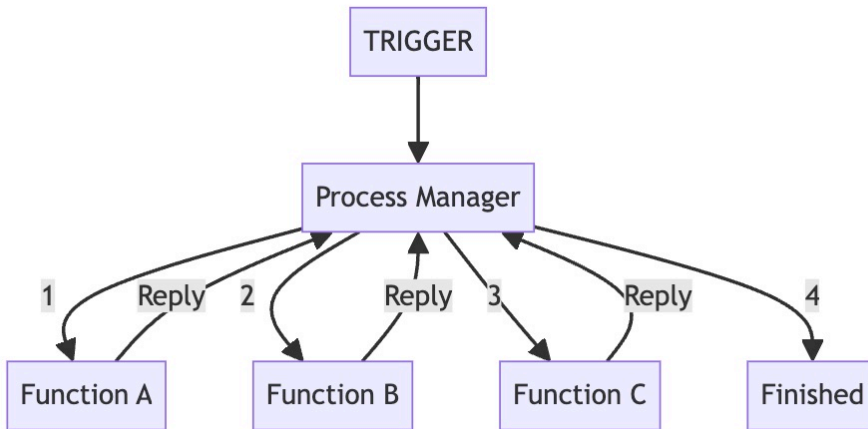 TRIGGER
Process Manager
1
Reply
2
Reply
3
Reply
4
Function A
Function B
Function C
Finished